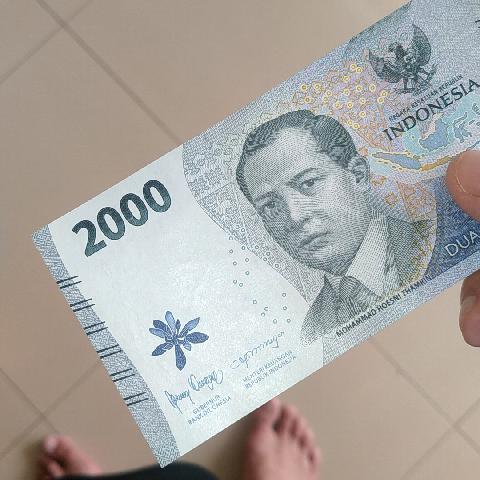 NEGARA KESATUAN REPUBLIK
INDONESIA
2000
DUA
MOHAMMAD HOESNI THAMRIN
GUBERNUR
BANK INDONESIA
MENTERI KEUANGAN
REPUBLIK INDONESIA